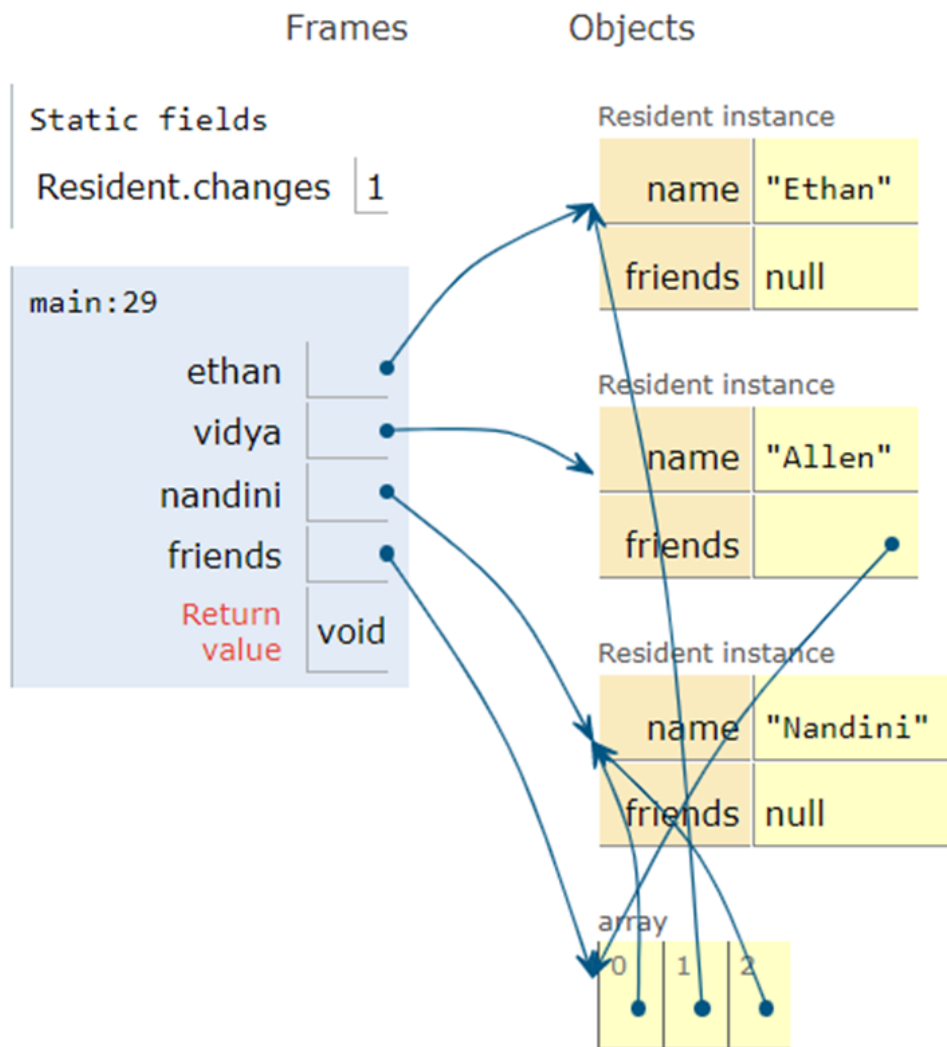 Frames Objects
Static fields
Resident.changes 1
main:29
ethan
vidya
nandini
friends
Return
value void
Resident instance
name "Ethan"
friends null
Resident instance
name "Allen"
friends
Resident instance
name "Nandini"
friends null
array
0 1 2